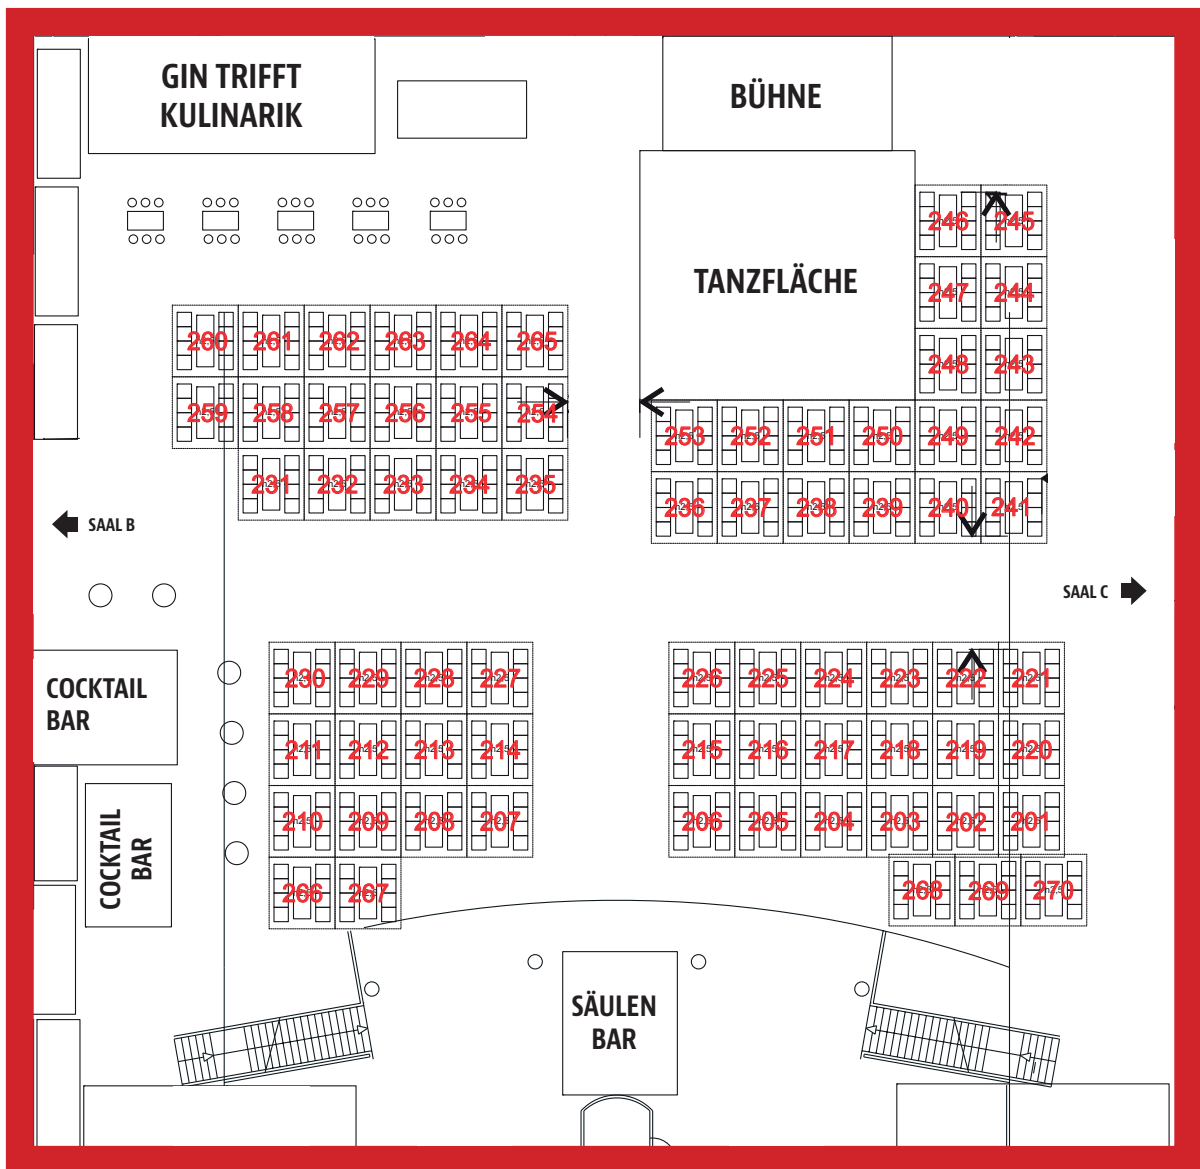 GIN TRIFFT
KULINARIK
BÜHNE
TANZFLÄCHE
246 245
247 244
248 243
260 261 262 263 264 265
259 258 257 256 255 254
253 252 251 250 249 242
231 232 233 234 235
236 237 238 239 240 241
SAAL B
SAAL C
COCKTAIL
BAR
230 229 228 227
226 225 224 223 222 221
211 212 213 214
215 216 217 218 219 220
COCKTAIL
BAR
210 209 208 207
206 205 204 203 202 201
266 267
268 269 270
SÄULEN
BAR